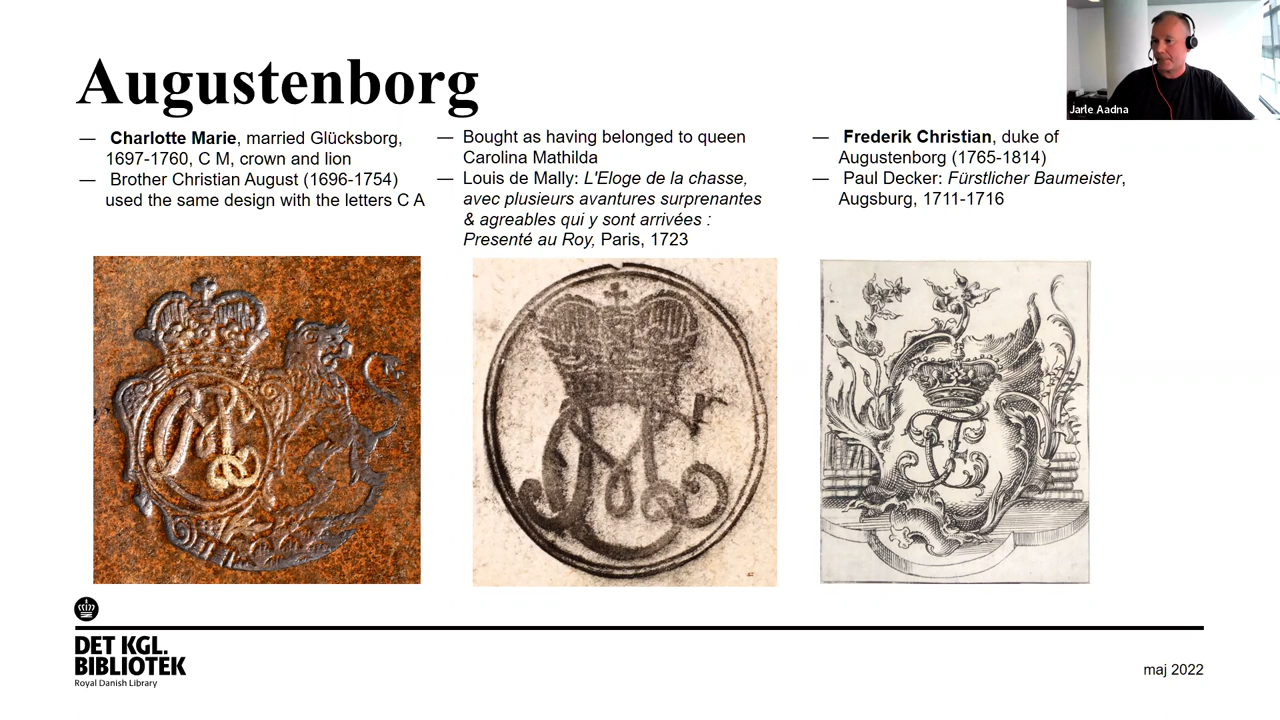 Augustenborg
Jarle Aadna
— Charlotte Marie, married Glücksborg,
1697-1760, C M, crown and lion
— Brother Christian August (1696-1754)
used the same design with the letters C A
— Bought as having belonged to queen
Carolina Mathilda
— Louis de Mally: L'Eloge de la chasse,
avec plusieurs avantures surprenantes
& agreables qui y sont arrivées :
Presenté au Roy, Paris, 1723
— Frederik Christian, duke of
Augustenborg (1765-1814)
— Paul Decker: Fürstlicher Baumeister,
Augsburg, 1711-1716
DET KGL.
BIBLIOTEK
Royal Danish Library
maj 2022